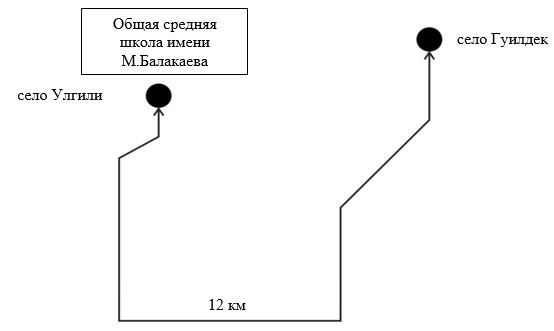 Общая средняя
школа имени
М.Балакаева
село Гуилдек
село Улгили
12 км